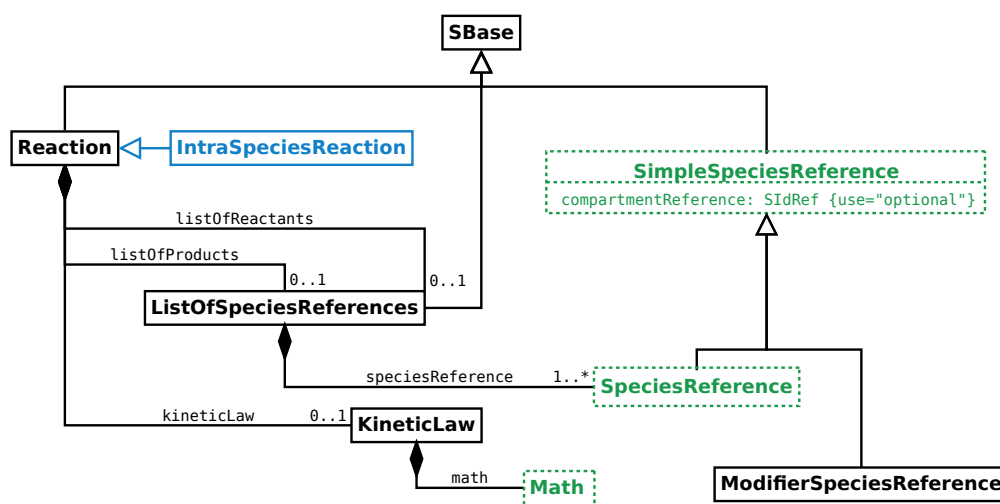 SBase
Reaction
IntraSpeciesReaction
SimpleSpeciesReference
compartmentReference: SIdRef {use="optional"}
listOfReactants
listOfProducts
0..1
0..1
ListOfSpeciesReferences
speciesReference
1..*
SpeciesReference
kineticLaw
0..1
KineticLaw
math
Math
ModifierSpeciesReference